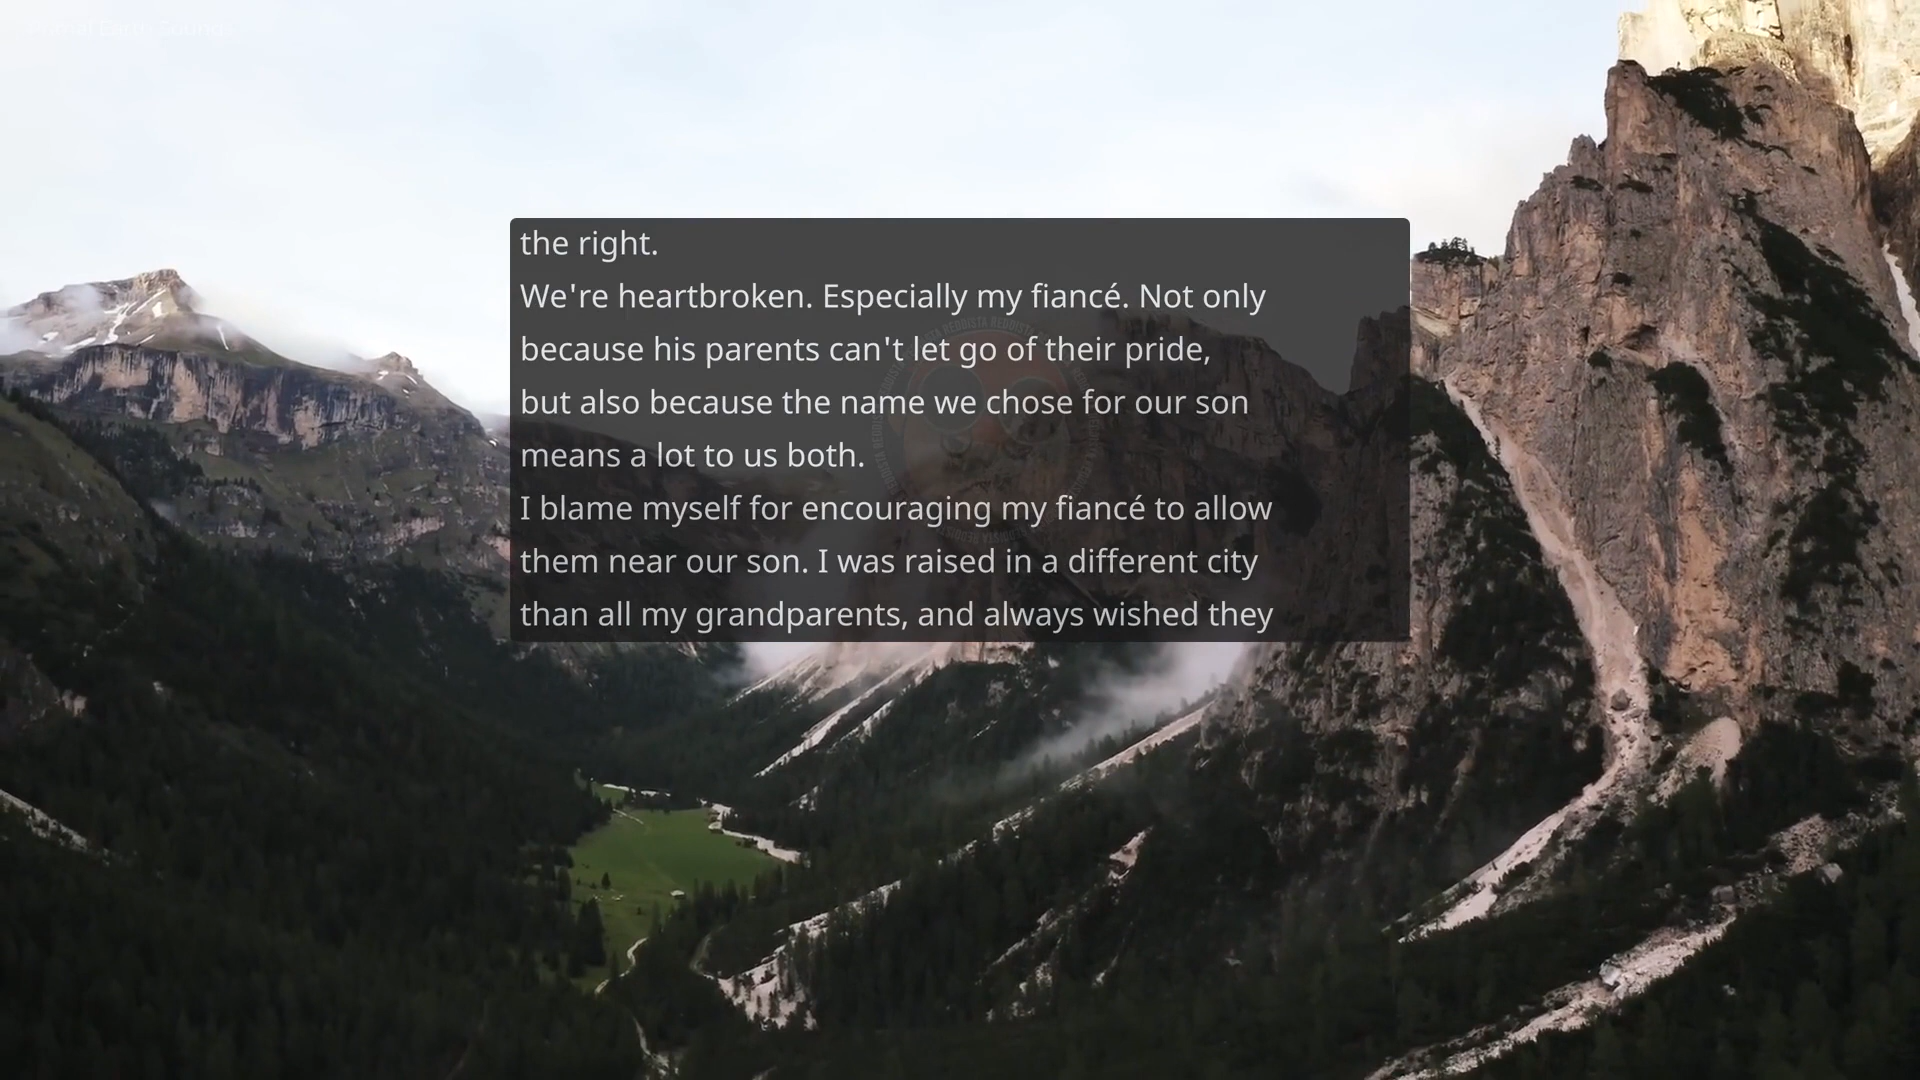 the right.
We're heartbroken. Especially my fiancé. Not only
because his parents can't let go of their pride,
but also because the name we chose for our son
means a lot to us both.
I blame myself for encouraging my fiancé to allow
them near our son. I was raised in a different city
than all my grandparents, and always wished they
REDDISTA REDDISTA REDDISTA